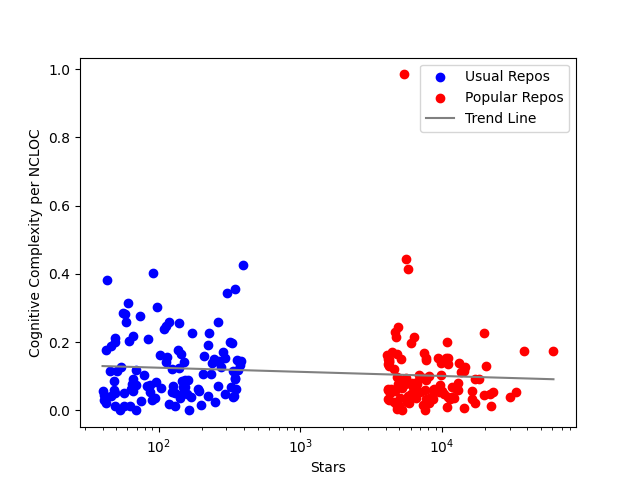 Usual Repos
Popular Repos
Trend Line
Cognitive Complexity per NCLOC
1.0
0.8
0.6
0.4
0.2
0.0
10² 10³ 10⁴
Stars